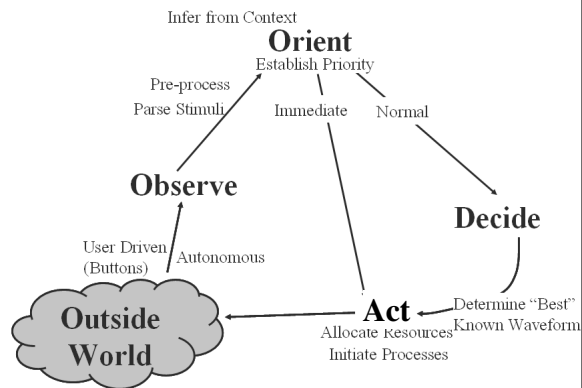 Infer from Context
Orient
Establish Priority
Pre-process
Parse Stimuli
Immediate
Normal
Observe
Decide
User Driven
(Buttons)
Autonomous
Outside
World
Act
Allocate Resources
Initiate Processes
Determine “Best”
Known Waveform